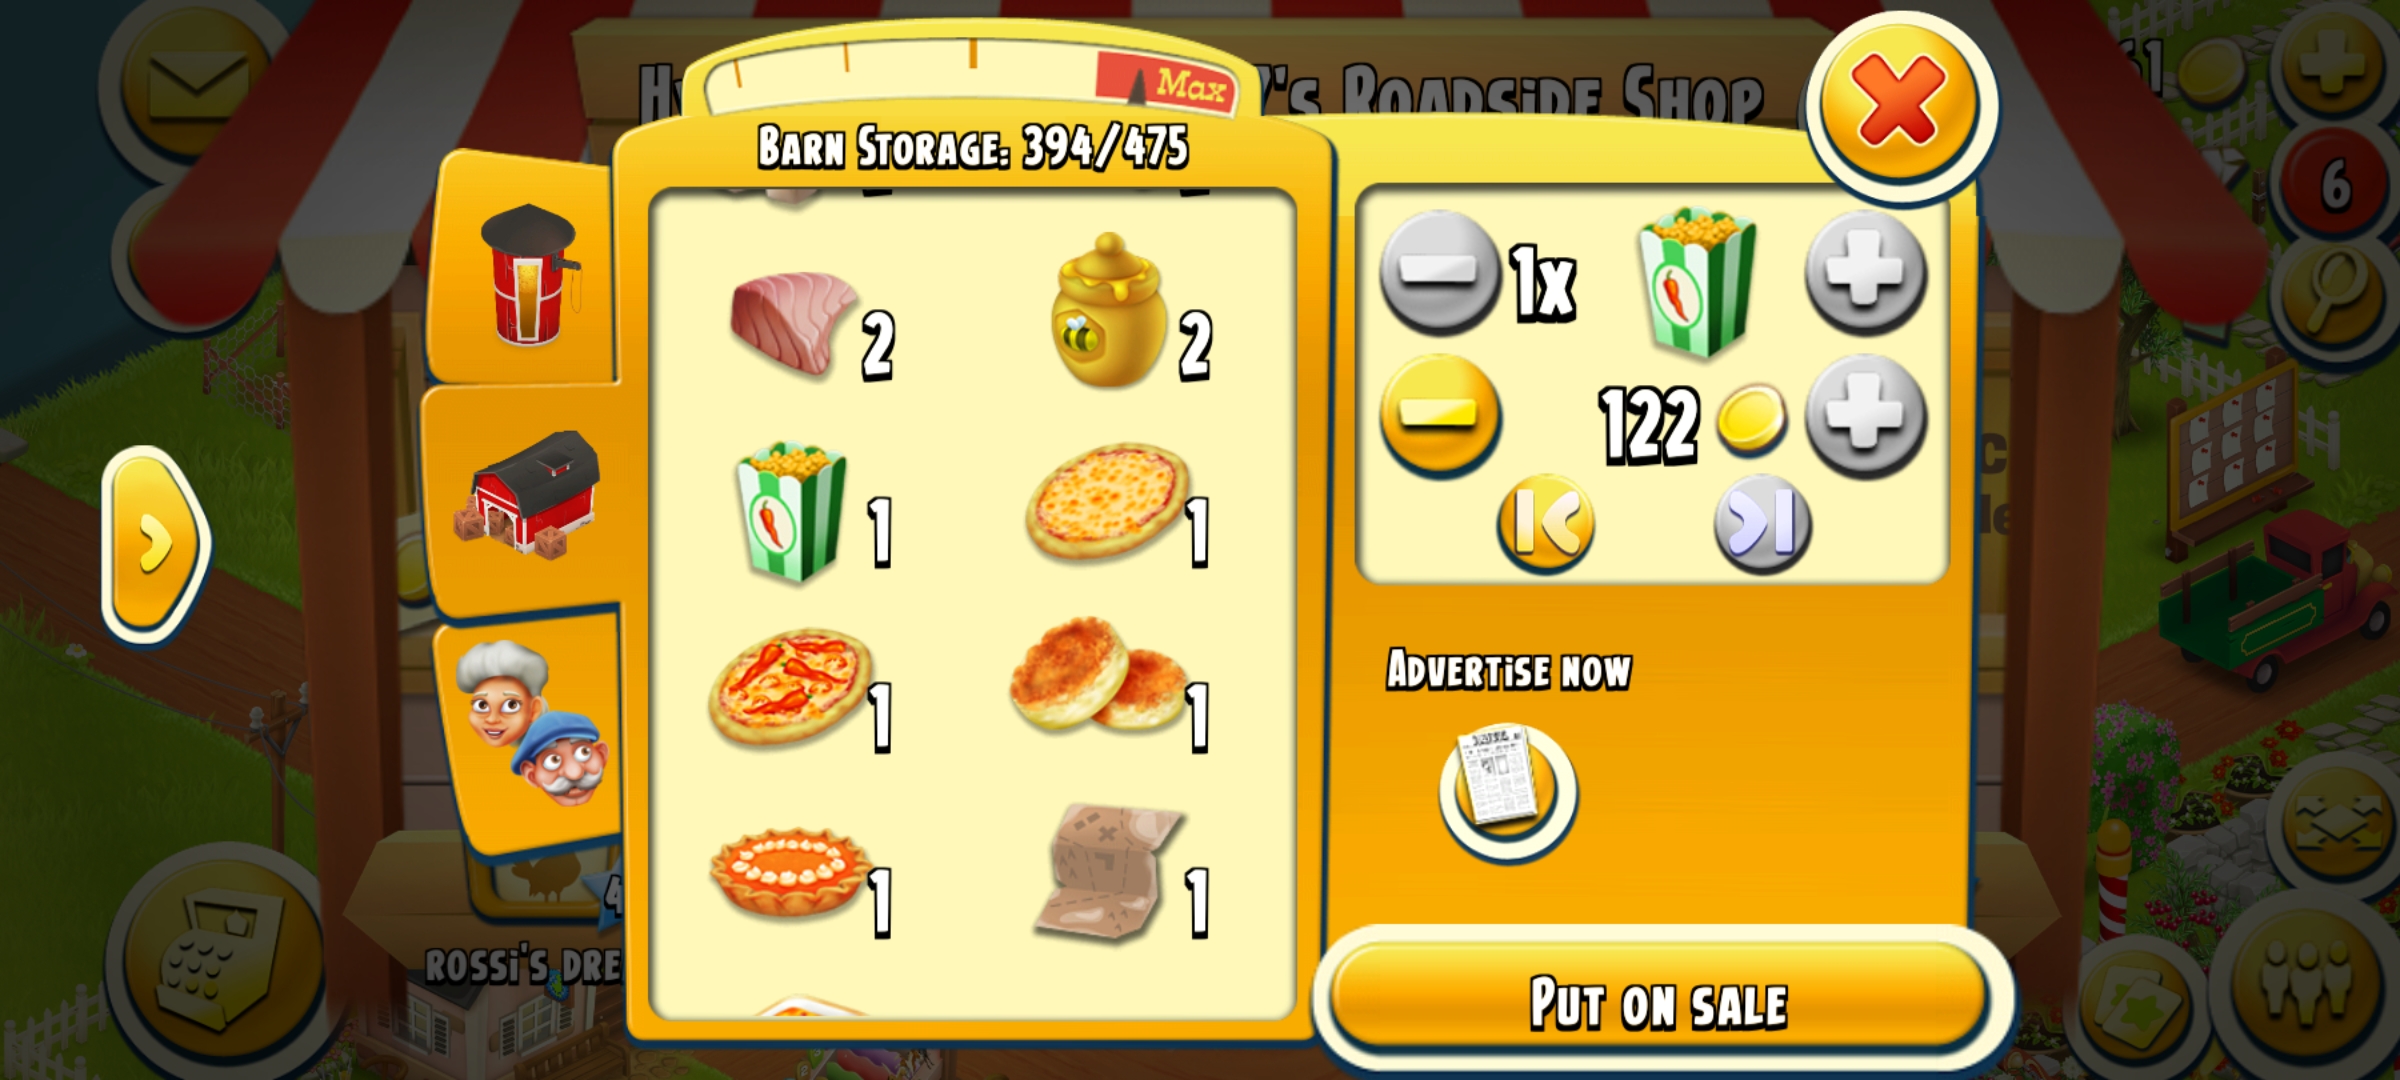 's Roadside Shop
Max
Barn Storage: 394/475
6
2
2
1x
122
1
1
1
1
Advertise now
1
1
Rossi's Dre
Put on sale